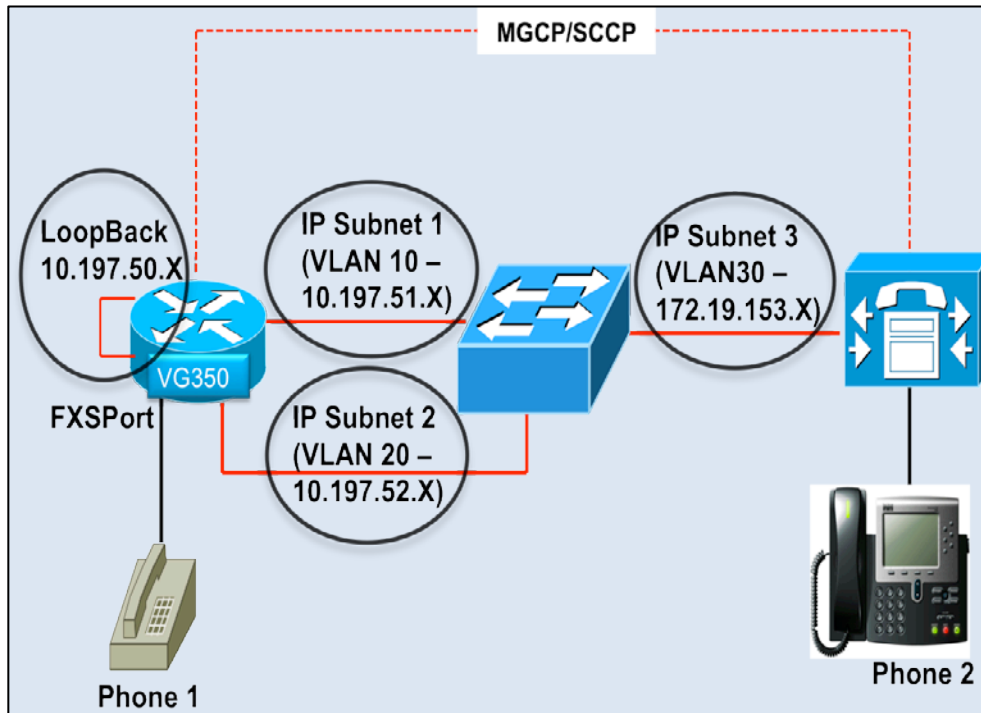 MGCP/SCCP
LoopBack
10.197.50.X
IP Subnet 1
(VLAN 10 –
10.197.51.X)
IP Subnet 3
(VLAN30 –
172.19.153.X)
VG350
FXSPort
IP Subnet 2
(VLAN 20 –
10.197.52.X)
Phone 1
Phone 2